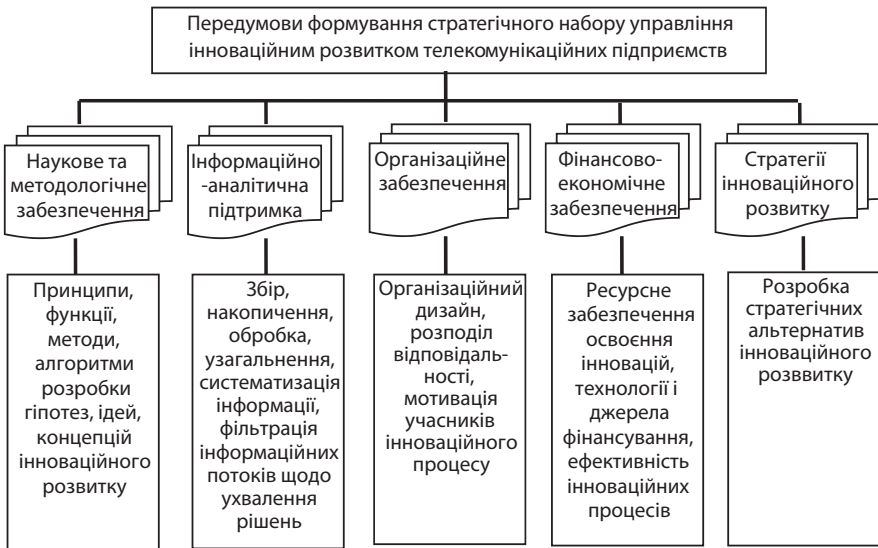 Передумови формування стратегічного набору управління
інноваційним розвитком телекомунікаційних підприємств
Наукове та
методологічне
забезпечення
Інформаційно
-аналітична
підтримка
Організаційне
забезпечення
Фінансово-
економічне
забезпечення
Стратегії
інноваційного
розвитку
Принципи,
функції,
методи,
алгоритми
розробки
гіпотез, ідей,
концепцій
інноваційного
розвитку
Збір,
накопичення,
обробка,
узагальнення,
систематизація
інформації,
фільтрація
інформаційних
потоків щодо
ухвалення
рішень
Організаційний
дизайн,
розподіл
відповідаль-
ності,
мотивація
учасників
інноваційного
процесу
Ресурсне
забезпечення
освоєння
інновацій,
технології і
джерела
фінансування,
ефективність
інноваційних
процесів
Розробка
стратегічних
альтернатив
інноваційного
розввитку